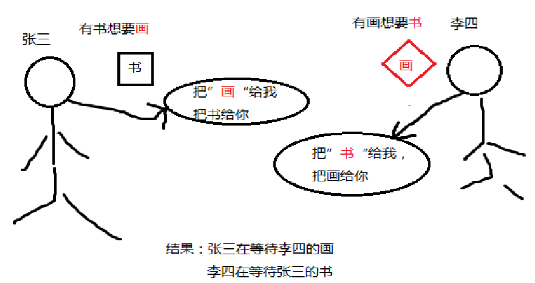 张三
有书想要画
书
把”画“给我
把书给你
有画想要书
李四
画
把”书“给我，
把画给你
结果：张三在等待李四的画
李四在等待张三的书